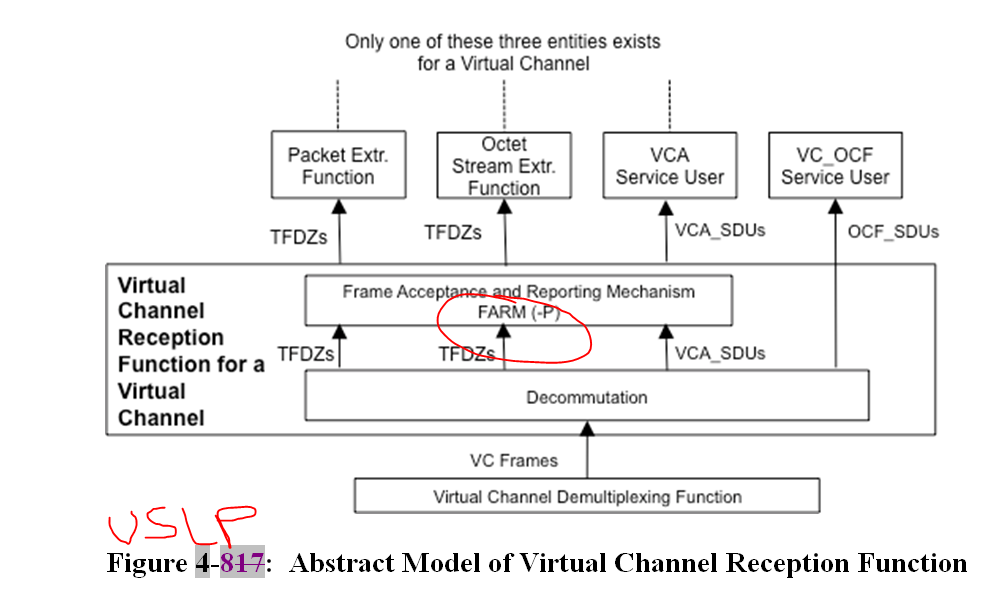 Only one of these three entities exists
for a Virtual Channel
Packet Extr.
Function
Octet
Stream Extr.
Function
VCA
Service User
VC_OCF
Service User
TFDZs
TFDZs
VCA_SDUs
OCF_SDUs
Virtual
Channel
Reception
Function for a
Virtual
Channel
Frame Acceptance and Reporting Mechanism
FARM (-P)
TFDZs
TFDZs
VCA_SDUs
Decommutation
VC Frames
Virtual Channel Demultiplexing Function
USLP
Figure 4-817: Abstract Model of Virtual Channel Reception Function